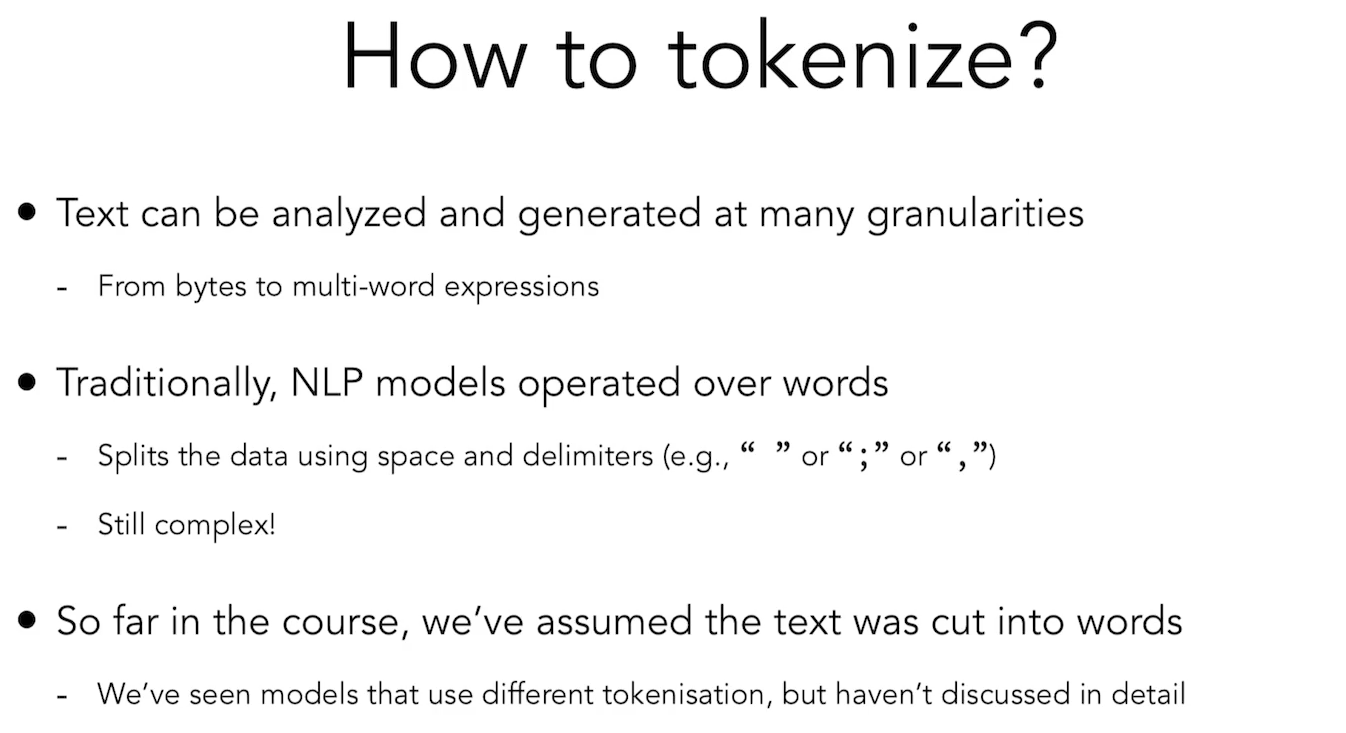 How to tokenize?
• Text can be analyzed and generated at many granularities
- From bytes to multi-word expressions
• Traditionally, NLP models operated over words
- Splits the data using space and delimiters (e.g., “ ” or “;” or “,”)
- Still complex!
• So far in the course, we’ve assumed the text was cut into words
- We’ve seen models that use different tokenisation, but haven’t discussed in detail